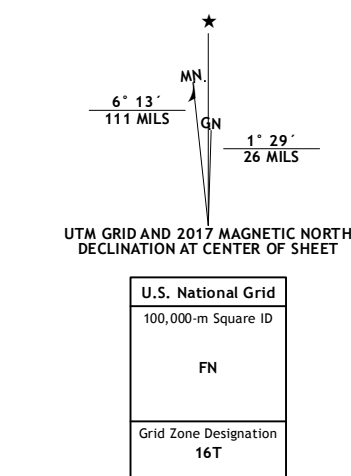 ★
MN.
6° 13´
111 MILS
GN
1° 29´
26 MILS
UTM GRID AND 2017 MAGNETIC NORTH
DECLINATION AT CENTER OF SHEET
U.S. National Grid
100,000-m Square ID
FN
Grid Zone Designation
16T